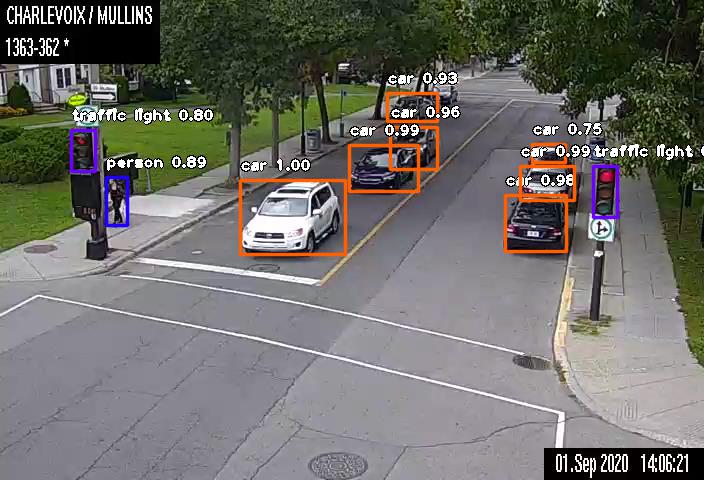 CHARLEVOIX / MULLINS
1363-362 *
car 0.93
car 0.96
traffic light 0.80
car 0.99
car 0.75
person 0.89
car 1.00
car 0.99
traffic light
car 0.98
01.Sep 2020 14:06:21